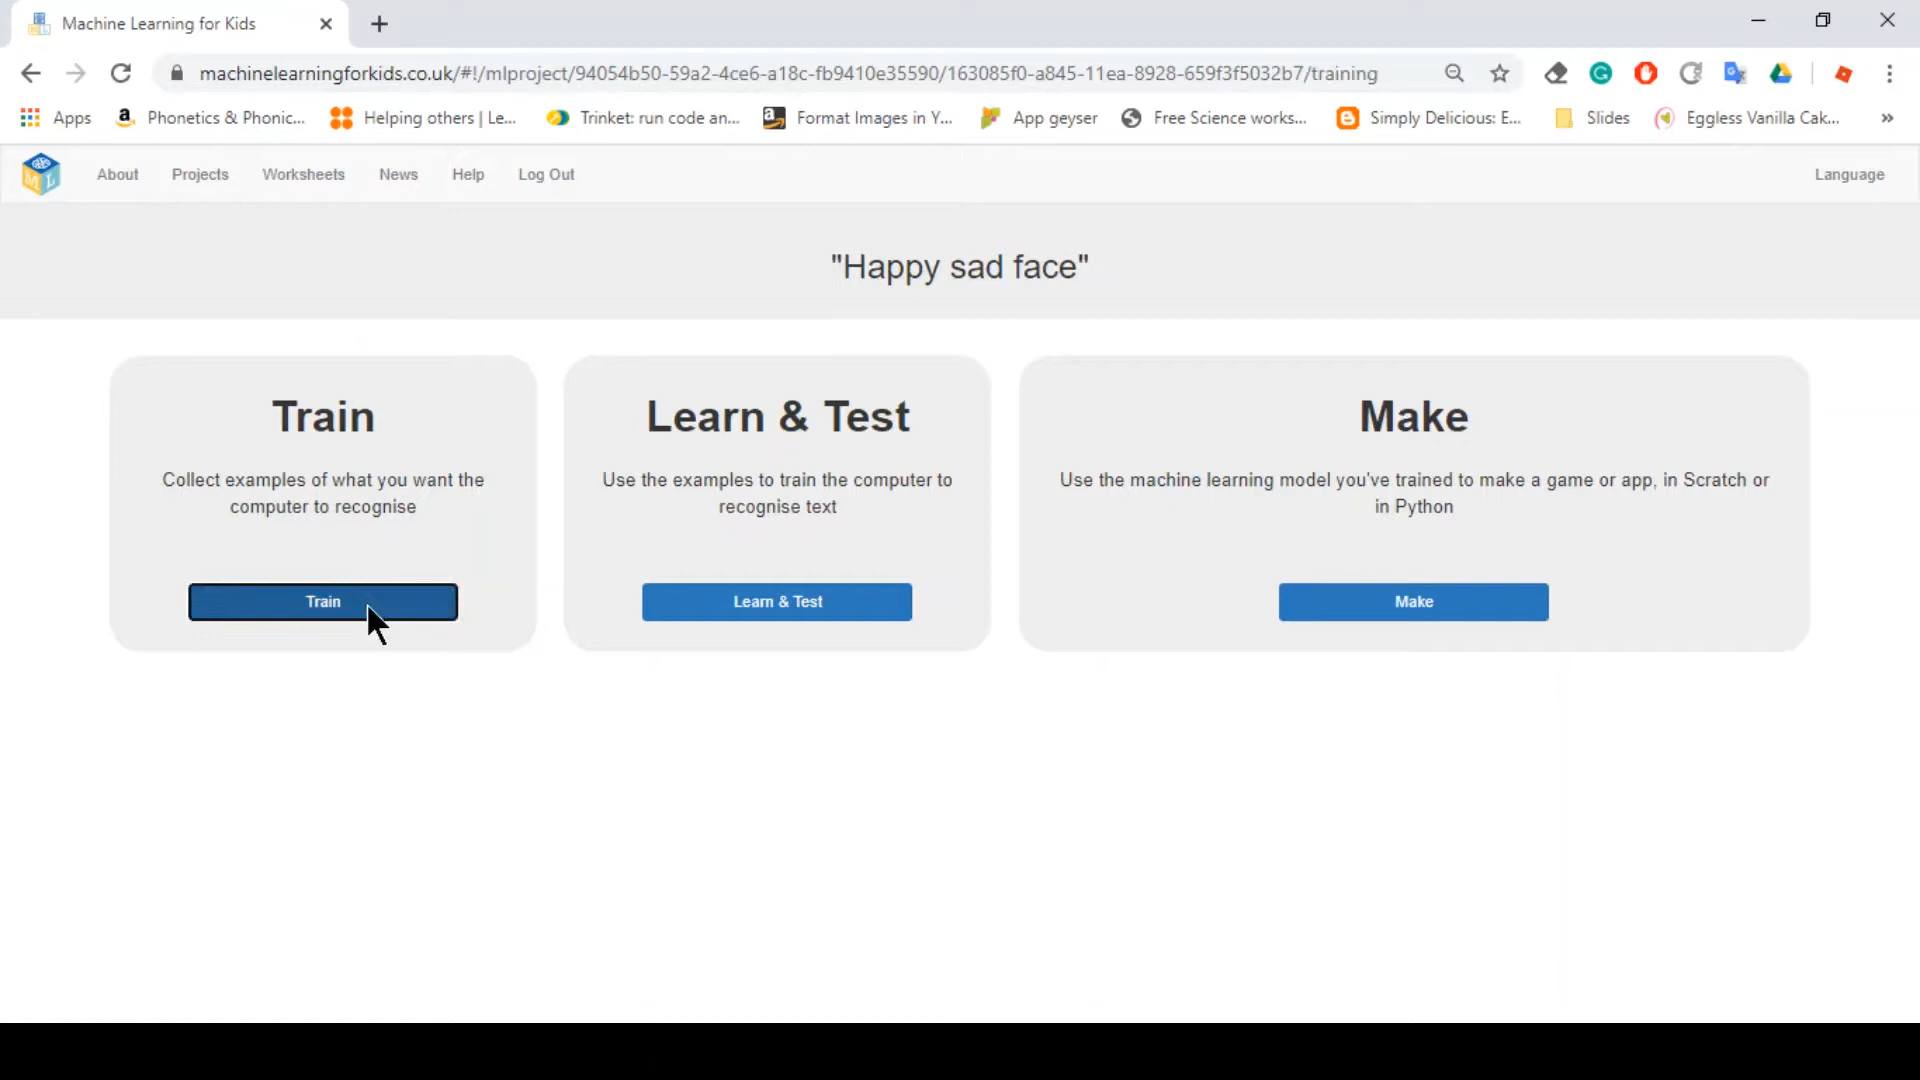 Machine Learning for Kids
machinelearningforkids.co.uk/#!/mlproject/94054b50-59a2-4ce6-a18c-fb9410e35590/163085f0-a845-11ea-8928-659f3f5032b7/training
Apps Phonetics & Phonic... Helping others | Le... Trinket: run code an... Format Images in Y... App geyser Free Science works... Simply Delicious: E... Slides Eggless Vanilla Cak... »
About Projects Worksheets News Help Log Out Language
"Happy sad face"
Train
Collect examples of what you want the
computer to recognise
Train
Learn & Test
Use the examples to train the computer to
recognise text
Learn & Test
Make
Use the machine learning model you've trained to make a game or app, in Scratch or
in Python
Make